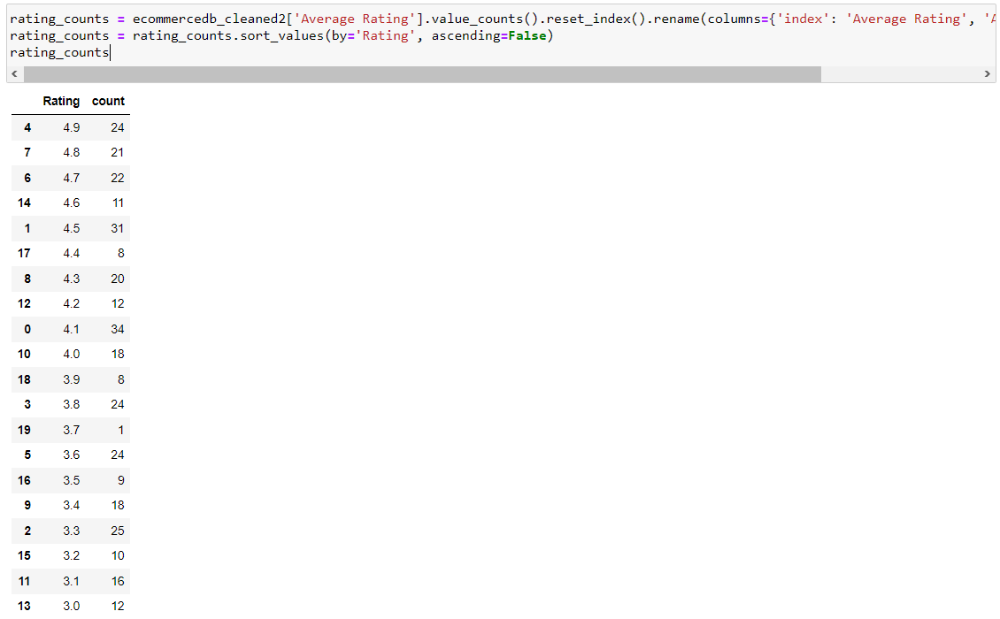 rating_counts = ecommercedb_cleaned2['Average Rating'].value_counts().reset_index().rename(columns={'index': 'Average Rating', '
rating_counts = rating_counts.sort_values(by='Rating', ascending=False)
rating_counts
Rating count
4 4.9 24
7 4.8 21
6 4.7 22
14 4.6 11
1 4.5 31
17 4.4 8
8 4.3 20
12 4.2 12
0 4.1 34
10 4.0 18
18 3.9 8
3 3.8 24
19 3.7 1
5 3.6 24
16 3.5 9
9 3.4 18
2 3.3 25
15 3.2 10
11 3.1 16
13 3.0 12